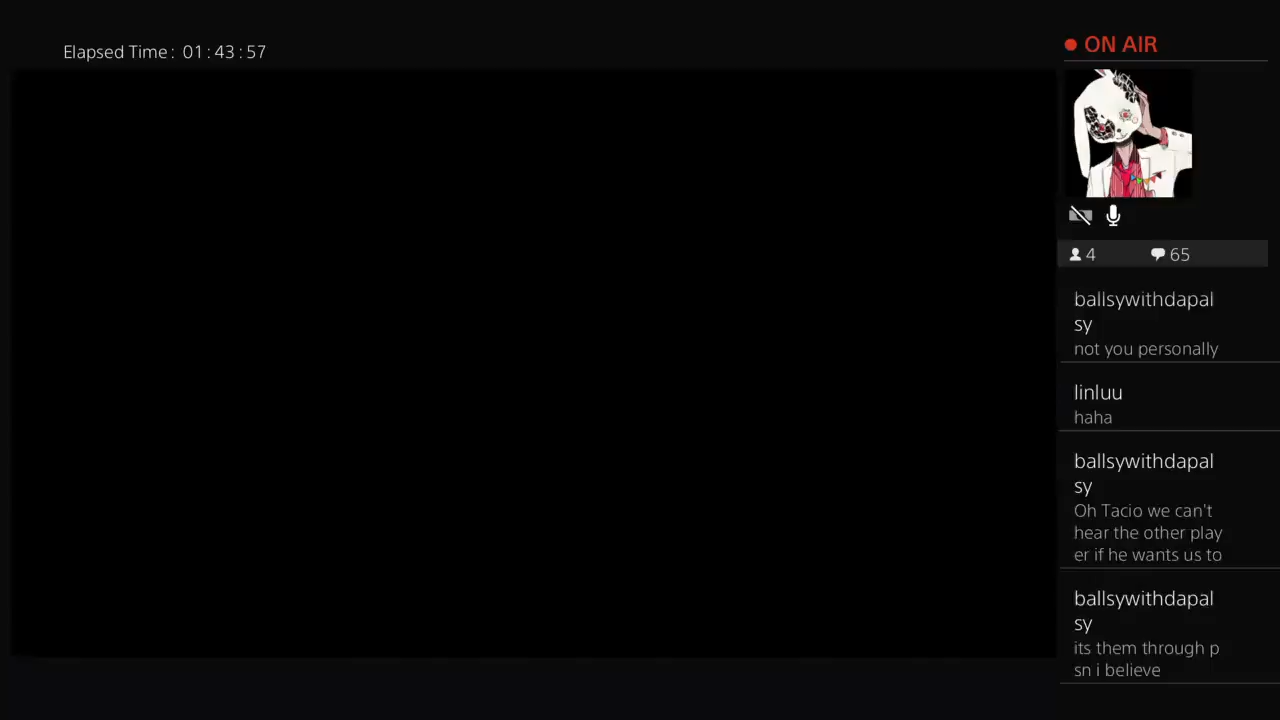 Elapsed Time: 01:43:57
ON AIR
4 65
ballsywithdapal
sy
not you personally
linluu
haha
ballsywithdapal
sy
Oh Tacio we can't
hear the other play
er if he wants us to
ballsywithdapal
sy
its them through p
sn i believe